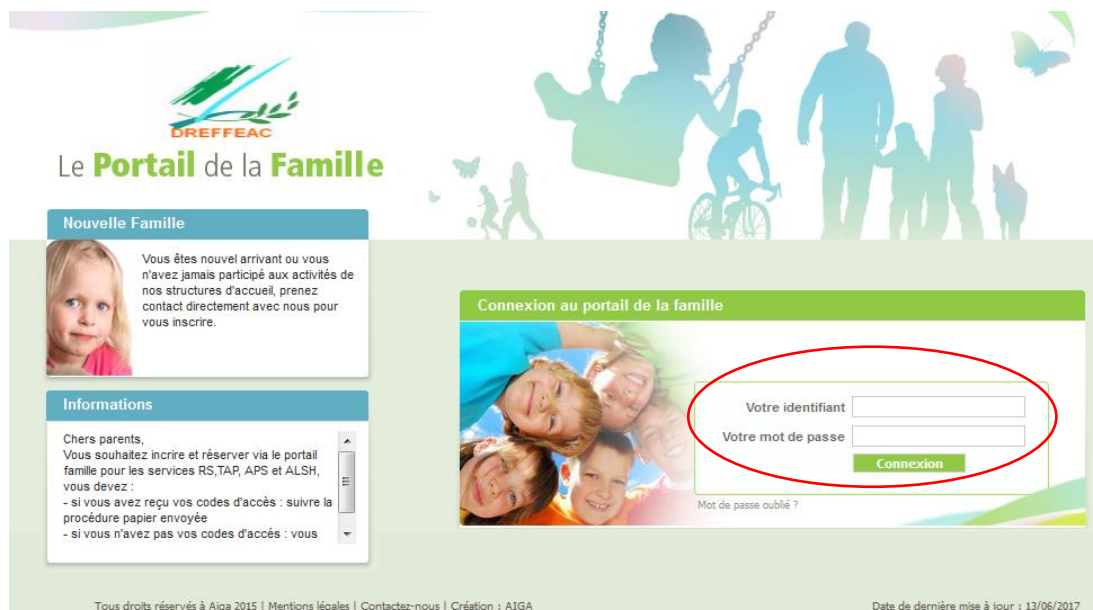 DREFFEAC
Le Portail de la Famille
Nouvelle Famille
Vous êtes nouvel arrivant ou vous
n'avez jamais participé aux activités de
nos structures d'accueil, prenez
contact directement avec nous pour
vous inscrire.
Informations
Chers parents,
Vous souhaitez incrire et réserver via le portail
famille pour les services RS,TAP, APS et ALSH,
vous devez :
- si vous avez reçu vos codes d'accès : suivre la
procédure papier envoyée
- si vous n'avez pas vos codes d'accés : vous
Connexion au portail de la famille
Votre identifiant
Votre mot de passe
Connexion
Mot de passe oublié ?
Tous droits réservés à Aiga 2015 | Mentions légales | Contactez-nous | Création : AIGA
Date de dernière mise à jour : 13/06/2017